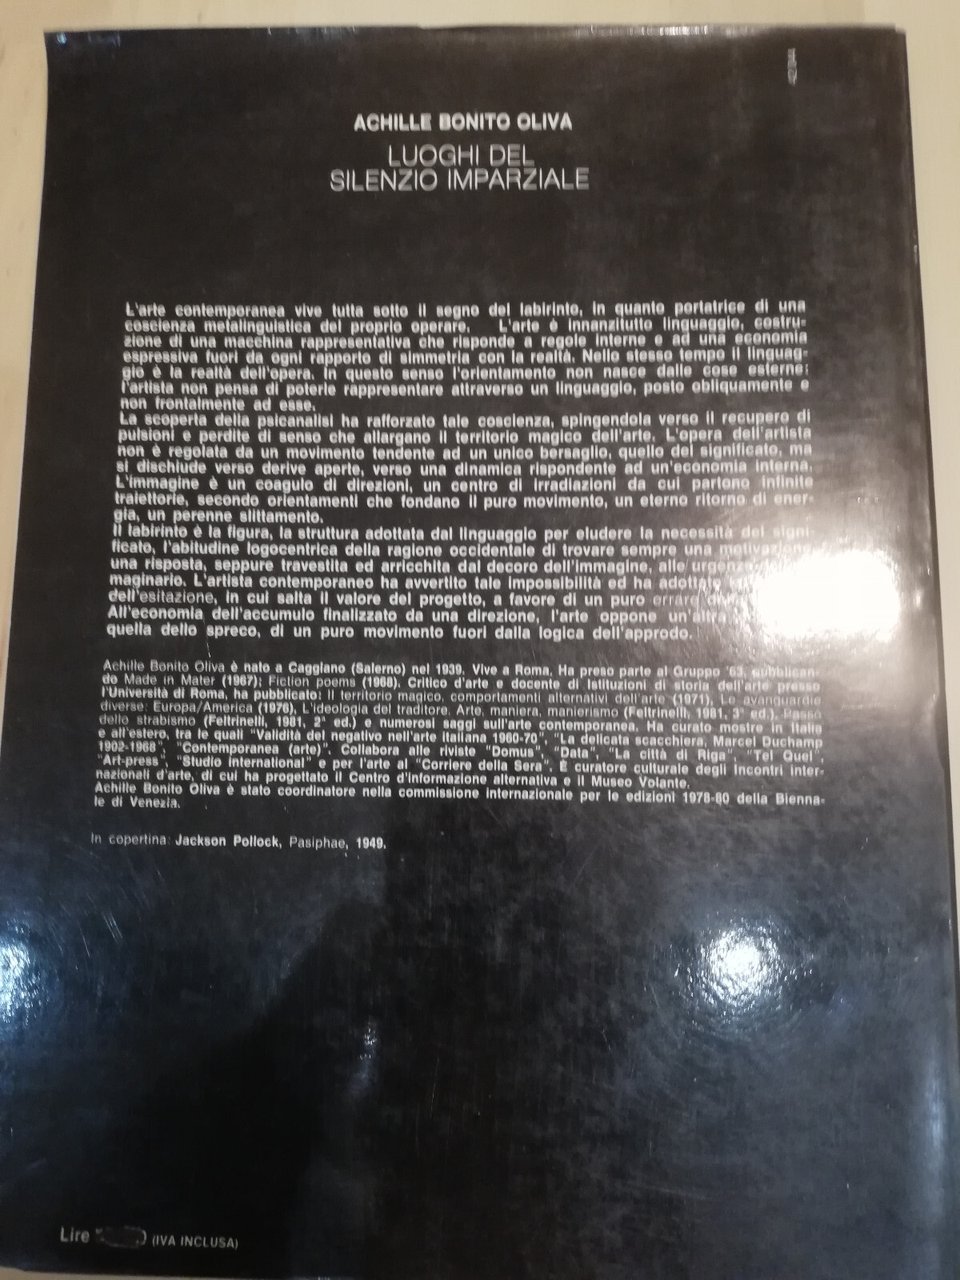 ACHILLE BONITO OLIVA
LUOGHI DEL
SILENZIO IMPARZIALE
L'arte contemporanea vive tutta sotto il segno del labirinto, in quanto portatrice di una
coscienza metalinguistica del proprio operare. L'arte è innanzitutto linguaggio, costru-
zione di una macchina rappresentativa che risponde a regole interne e ad una economia
espressiva fuori da ogni rapporto di simmetria con la realtà. Nello stesso tempo il linguag-
gio è la realtà dell'opera. In questo senso l'orientamento non nasce dalle cose esterne:
l'artista non pensa di poterle rappresentare attraverso un linguaggio, posto obliquamente e
non frontalmente ad esse.
La scoperta della psicanalisi ha rafforzato tale coscienza, spingendola verso il recupero di
pulsioni e perdite di senso che allargano il territorio magico dell'arte. L'opera dell'artista
non è regolata da un movimento tendente ad un unico bersaglio, quello del significato, ma
si dischiude verso derive aperte, verso una dinamica rispondente ad un'economia interna.
L'immagine è un coagulo di direzioni, un centro di irradiazioni da cui partono infinite
traiettorie, secondo orientamenti che fondano il puro movimento, un eterno ritorno di ener-
gia, un perenne slittamento.
Il labirinto è la figura, la struttura adottata dal linguaggio per eludere la necessità del signi-
ficato, l'abitudine logocentrica della ragione occidentale di trovare sempre una motivazione,
una risposta, seppure travestita ed arricchita dal decoro dell'immagine, alle urgenze
maginario. L'artista contemporaneo ha avvertito tale impossibilità ed ha adottato
dell'esitazione, in cui salta il valore del progetto, a favore di un puro errare
All'economia dell'accumulo finalizzato da una direzione, l'arte oppone un'altra
quella dello spreco, di un puro movimento fuori dalla logica dell'approdo.
Achille Bonito Oliva è nato a Caggiano (Salerno) nel 1939. Vive a Roma. Ha preso parte al Gruppo '63, pubblican-
do Made in Mater (1967); Fiction poems (1968). Critico d'arte e docente di Istituzioni di storia dell'arte presso
l'Università di Roma, ha pubblicato: Il territorio magico, comportamenti alternativi dell'arte (1971), Le avanguardie
diverse: Europa/America (1976), L'ideologia del traditore. Arte, maniera, manierismo (Feltrinelli, 1981, 3ª ed.). Passo
dello strabismo (Feltrinelli, 1981, 2ª ed.) e numerosi saggi sull'arte contemporanea. Ha curato mostre in Italia
e all'estero, tra le quali "Validità del negativo nell'arte italiana 1960-70". "La delicata scacchiera, Marcel Duchamp
1902-1968", "Contemporanea (arte)". Collabora alle riviste "Domus", "Data", "La città di Riga", "Tel Quel",
"Art-press", "Studio International" e per l'arte al "Corriere della Sera". È curatore culturale degli Incontri inter-
nazionali d'arte, di cui ha progettato il Centro d'informazione alternativa e il Museo Volante.
Achille Bonito Oliva è stato coordinatore nella commissione internazionale per le edizioni 1978-80 della Bienna-
le di Venezia.
In copertina: Jackson Pollock, Pasiphae, 1949.
Lire (IVA INCLUSA)